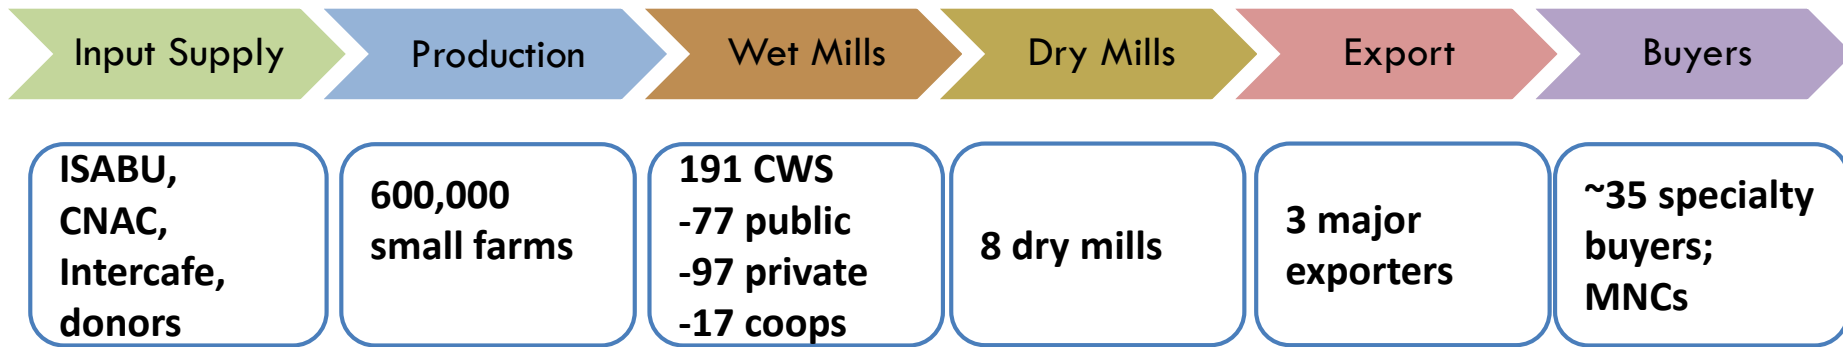 Input Supply
Production
Wet Mills
Dry Mills
Export
Buyers
ISABU,
CNAC,
Intercafe,
donors
600,000
small farms
191 CWS
-77 public
-97 private
-17 coops
8 dry mills
3 major
exporters
~35 specialty
buyers;
MNCs